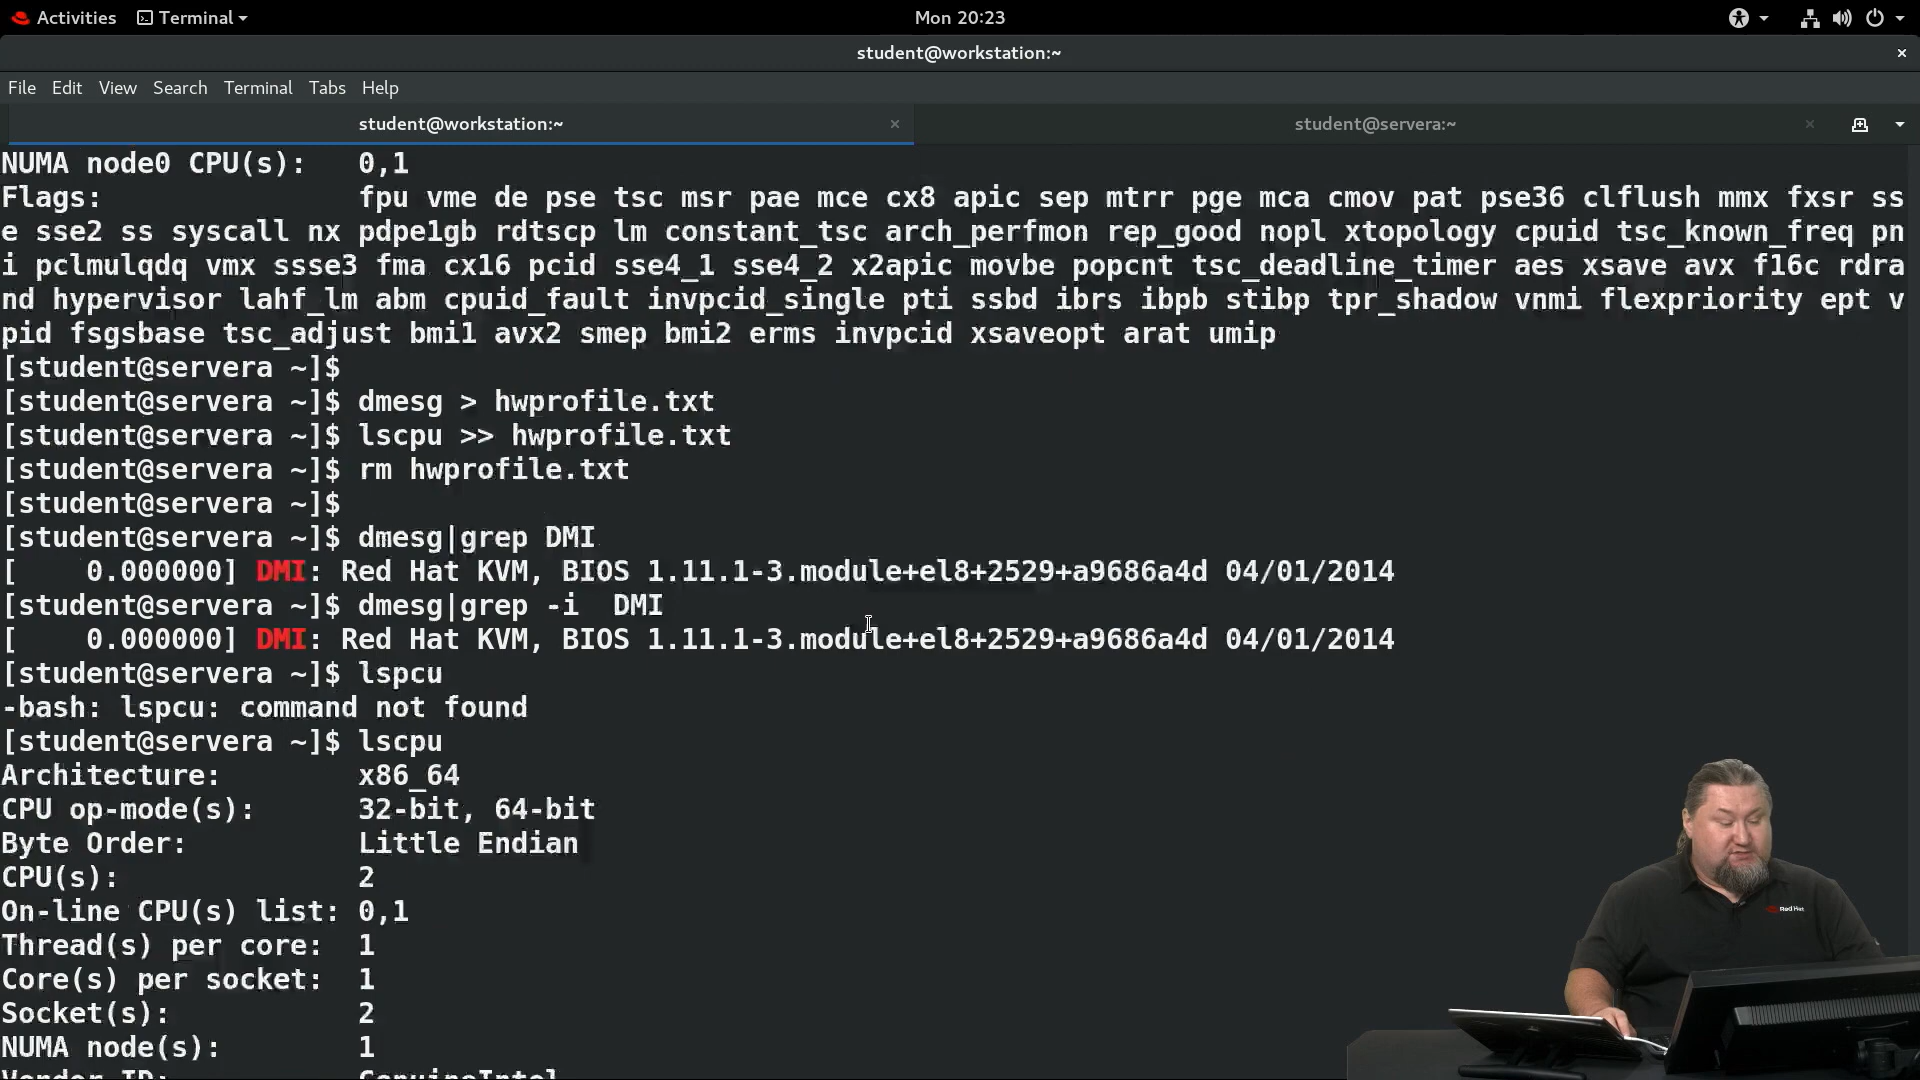 Activities Terminal Mon 20:23
student@workstation:~ ×
File Edit View Search Terminal Tabs Help
student@workstation:~ × student@servera:~ ×
NUMA node0 CPU(s): 0,1
Flags: fpu vme de pse tsc msr pae mce cx8 apic sep mtrr pge mca cmov pat pse36 clflush mmx fxsr ss
e sse2 ss syscall nx pdpe1gb rdtscp lm constant_tsc arch_perfmon rep_good nopl xtopology cpuid tsc_known_freq pn
i pclmulqdq vmx ssse3 fma cx16 pcid sse4_1 sse4_2 x2apic movbe popcnt tsc_deadline_timer aes xsave avx f16c rdra
nd hypervisor lahf_lm abm cpuid_fault invpcid_single pti ssbd ibrs ibpb stibp tpr_shadow vnmi flexpriority ept v
pid fsgsbase tsc_adjust bmi1 avx2 smep bmi2 erms invpcid xsaveopt arat umip
[student@servera ~]$
[student@servera ~]$ dmesg > hwprofile.txt
[student@servera ~]$ lscpu >> hwprofile.txt
[student@servera ~]$ rm hwprofile.txt
[student@servera ~]$
[student@servera ~]$ dmesg|grep DMI
[    0.000000] DMI: Red Hat KVM, BIOS 1.11.1-3.module+el8+2529+a9686a4d 04/01/2014
[student@servera ~]$ dmesg|grep -i  DMI
[    0.000000] DMI: Red Hat KVM, BIOS 1.11.1-3.module+el8+2529+a9686a4d 04/01/2014
[student@servera ~]$ lspcu
-bash: lspcu: command not found
[student@servera ~]$ lscpu
Architecture: x86_64
CPU op-mode(s): 32-bit, 64-bit
Byte Order: Little Endian
CPU(s): 2
On-line CPU(s) list: 0,1
Thread(s) per core: 1
Core(s) per socket: 1
Socket(s): 2
NUMA node(s): 1
Vendor ID: GenuineIntel
Red Hat